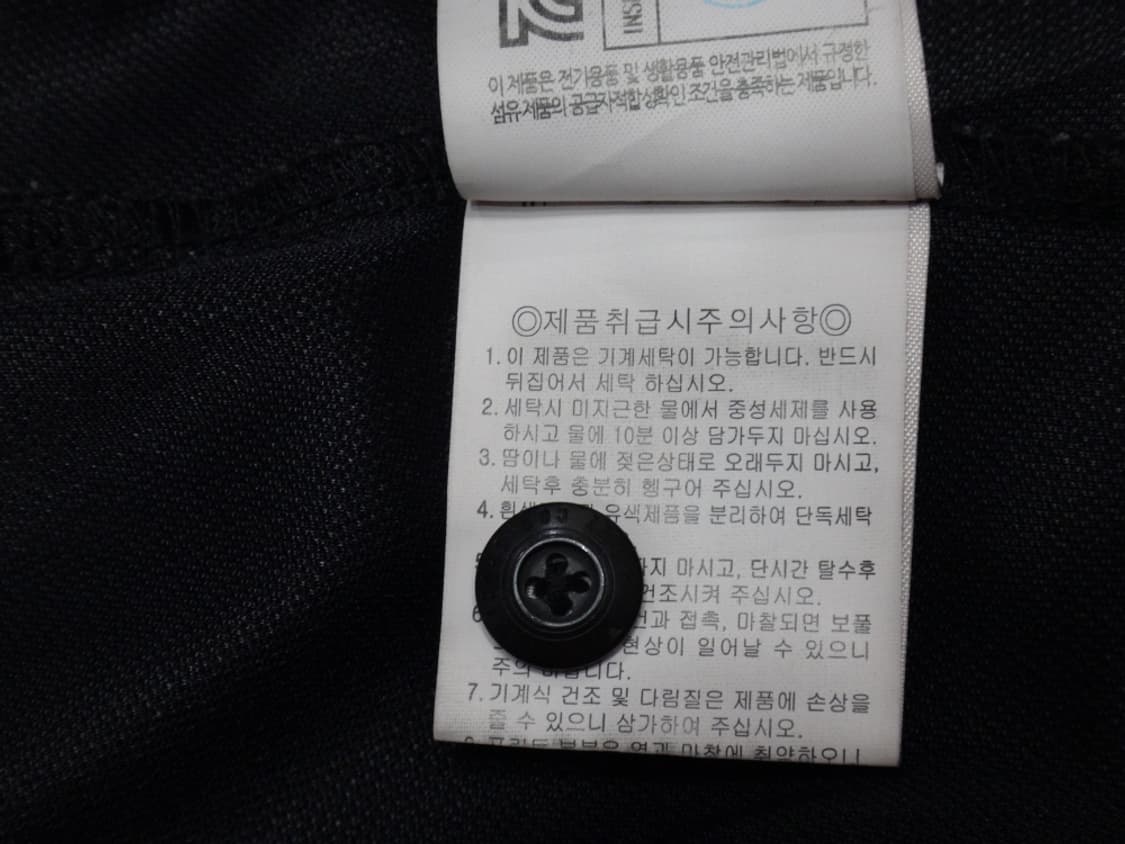 INSN
이 제품은 전기용품 및 생활용품 안전관리법에서 규정한
섬유제품의 공급자적합성확인 조건을 충족하는 제품입니다.
◎제품취급시주의사항◎
1. 이 제품은 기계세탁이 가능합니다. 반드시
뒤집어서 세탁 하십시오.
2. 세탁시 미지근한 물에서 중성세제를 사용
하시고 물에 10분 이상 담가두지 마십시오.
3. 땀이나 물에 젖은상태로 오래두지 마시고,
세탁후 충분히 헹구어 주십시오.
4. 유색제품을 분리하여 단독세탁
마시고, 단시간 탈수후
건조시켜 주십시오.
접촉, 마찰되면 보풀
현상이 일어날 수 있으니
주의
7. 기계식 건조 및 다림질은 제품에 손상을
줄 수 있으니 삼가하여 주십시오.